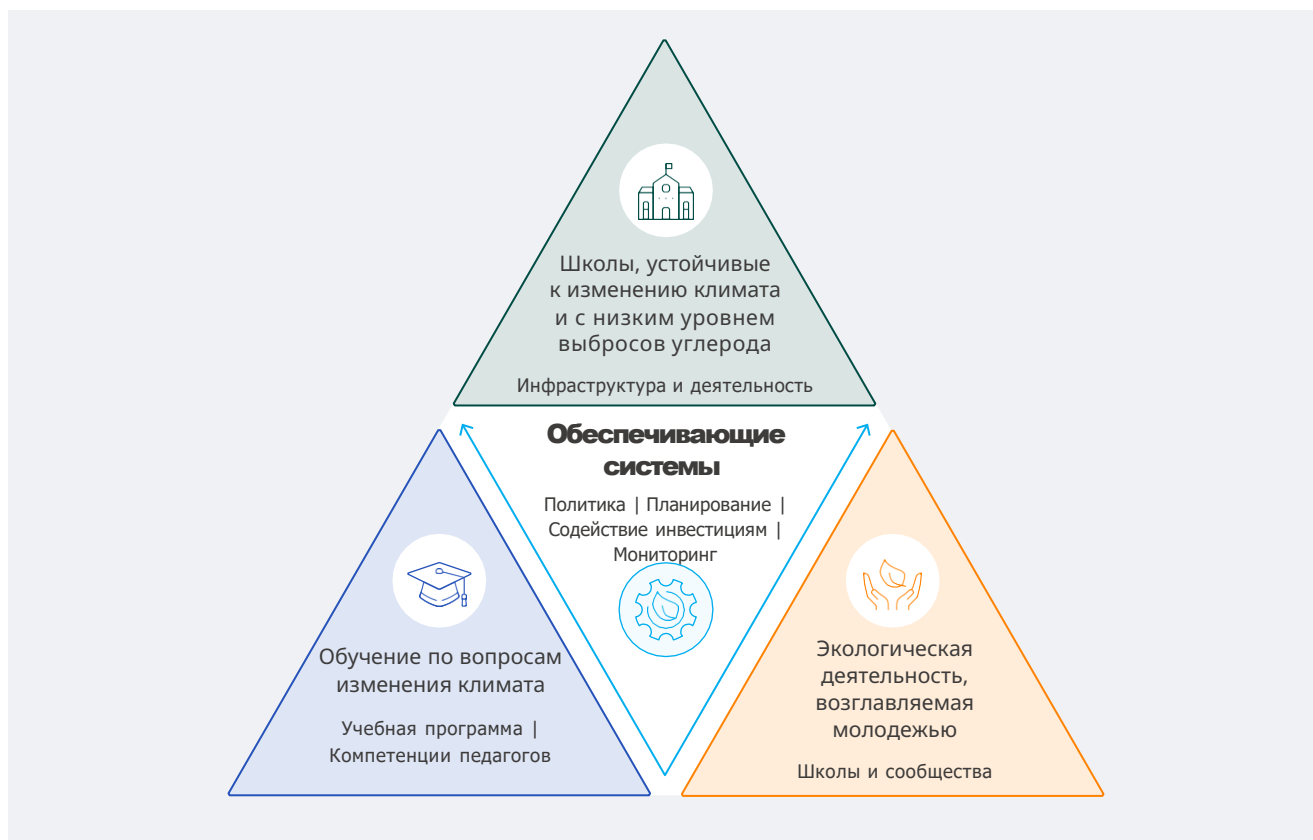 Школы, устойчивые
к изменению климата
и с низким уровнем
выбросов углерода
Инфраструктура и деятельность
Обеспечивающие
системы
Политика | Планирование |
Содействие инвестициям |
Мониторинг
Обучение по вопросам
изменения климата
Учебная программа |
Компетенции педагогов
Экологическая
деятельность,
возглавляемая
молодежью
Школы и сообщества